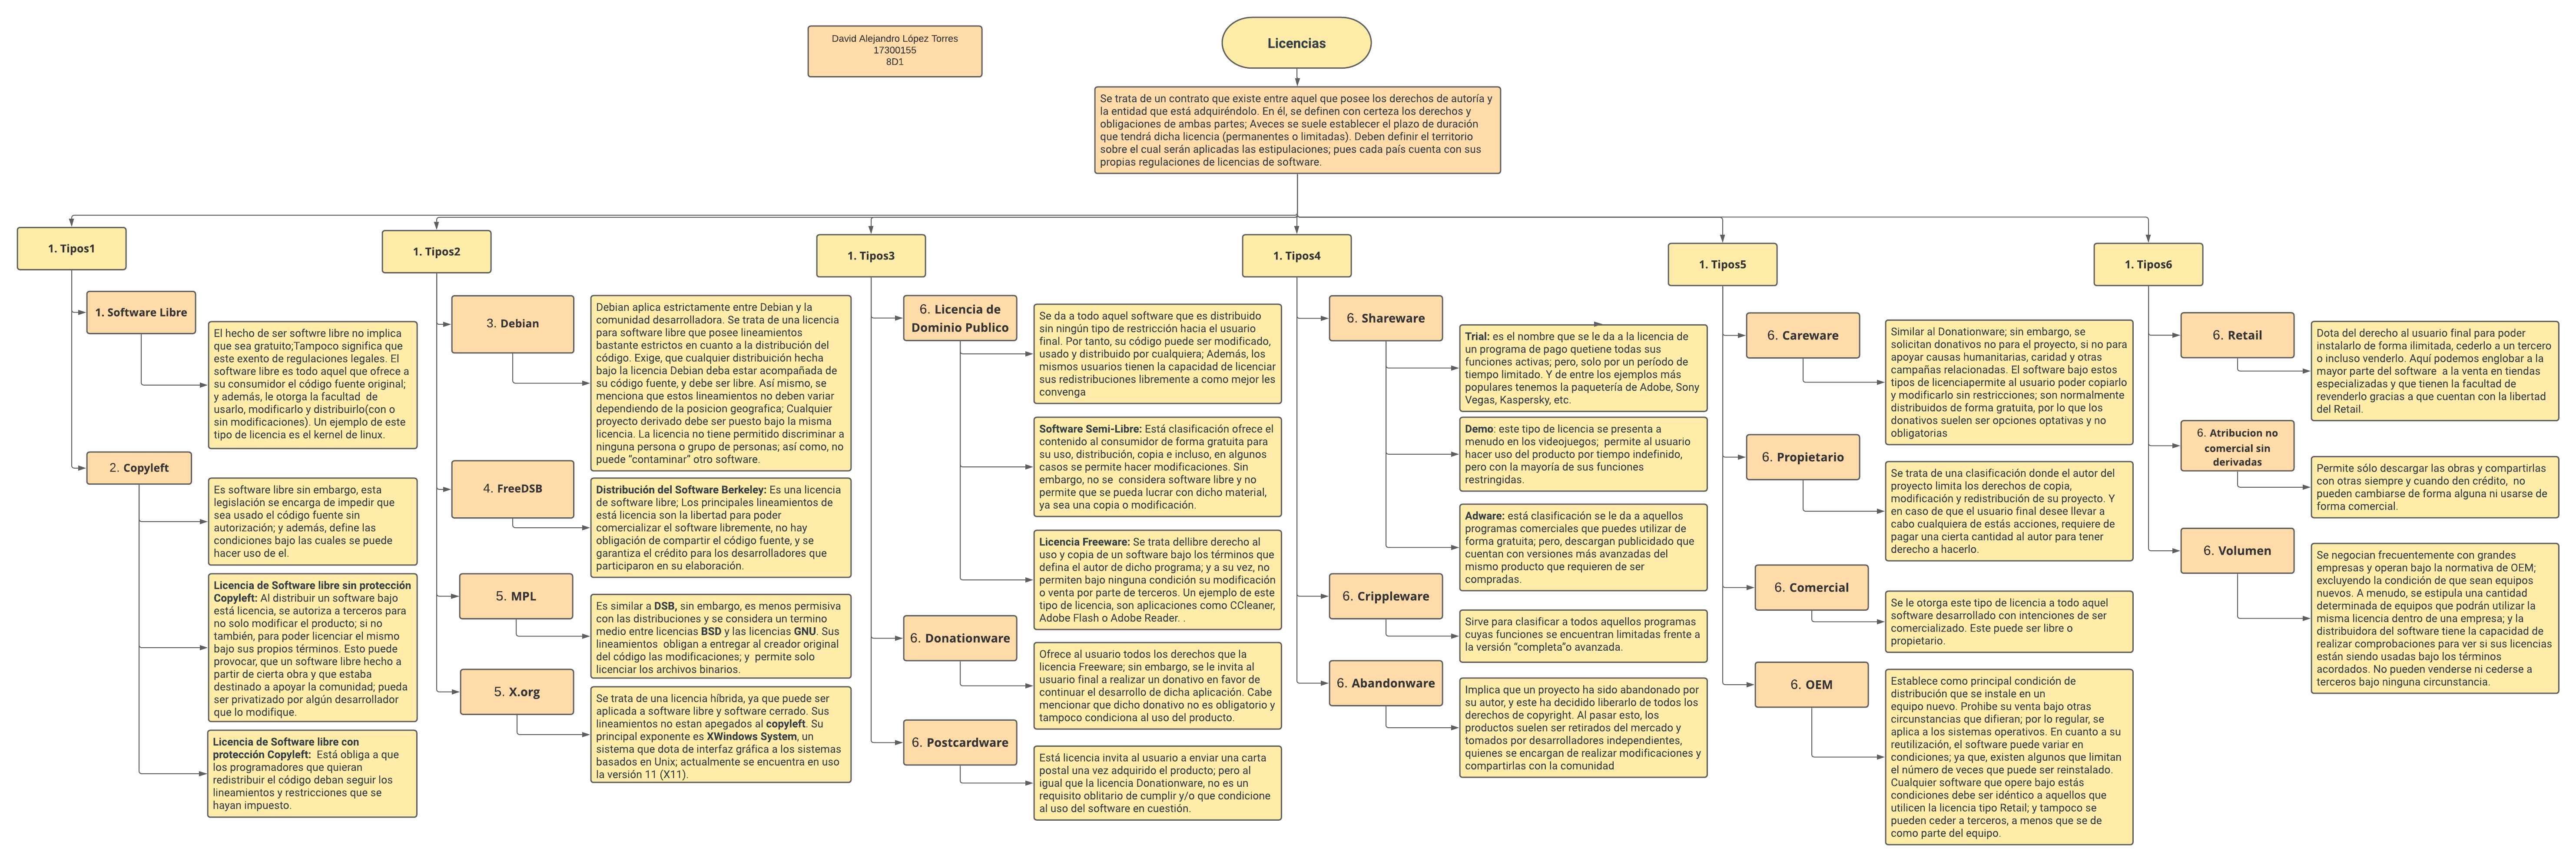 David Alejandro López Torres
17300155
8D1
Licencias
Se trata de un contrato que existe entre aquel que posee los derechos de autoría y
la entidad que está adquiréndolo. En él, se definen con certeza los derechos y
obligaciones de ambas partes; Aveces se suele establecer el plazo de duración
que tendrá dicha licencia (permanentes o limitadas). Deben definir el territorio
sobre el cual serán aplicadas las estipulaciones; pues cada país cuenta con sus
propias regulaciones de licencias de software.
1. Tipos1
1. Software Libre
El hecho de ser softwre libre no implica
que sea gratuito;Tampoco significa que
este exento de regulaciones legales. El
software libre es todo aquel que ofrece a
su consumidor el código fuente original;
y además, le otorga la facultad  de
usarlo, modificarlo y distribuirlo(con o
sin modificaciones). Un ejemplo de este
tipo de licencia es el kernel de linux.
2. Copyleft
Es software libre sin embargo, esta
legislación se encarga de impedir que
sea usado el código fuente sin
autorización; y además, define las
condiciones bajo las cuales se puede
hacer uso de el.
Licencia de Software libre sin protección
Copyleft: Al distribuir un software bajo
está licencia, se autoriza a terceros para
no solo modificar el producto; si no
también, para poder licenciar el mismo
bajo sus propios términos. Esto puede
provocar, que un software libre hecho a
partir de cierta obra y que estaba
destinado a apoyar la comunidad; pueda
ser privatizado por algún desarrollador
que lo modifique.
Licencia de Software libre con
protección Copyleft:  Está obliga a que
los programadores que quieran
redistribuir el código deban seguir los
lineamientos y restricciones que se
hayan impuesto.
1. Tipos2
3. Debian
Debian aplica estrictamente entre Debian y la
comunidad desarrolladora. Se trata de una licencia
para software libre que posee lineamientos
bastante estrictos en cuanto a la distribución del
código. Exige, que cualquier distribución hecha
bajo la licencia Debian deba estar acompañada de
su código fuente, y debe ser libre. Así mismo, se
menciona que estos lineamientos no deben variar
dependiendo de la posicion geografica; Cualquier
proyecto derivado debe ser puesto bajo la misma
licencia. La licencia no tiene permitido discriminar a
ninguna persona o grupo de personas; así como, no
puede “contaminar” otro software.
4. FreeDSB
Distribución del Software Berkeley: Es una licencia
de software libre; Los principales lineamientos de
está licencia son la libertad para poder
comercializar el software libremente, no hay
obligación de compartir el código fuente, y se
garantiza el crédito para los desarrolladores que
participaron en su elaboración.
5. MPL
Es similar a DSB, sin embargo, es menos permisiva
con las distribuciones y se considera un termino
medio entre licencias BSD y las licencias GNU. Sus
lineamientos  obligan a entregar al creador original
del código las modificaciones; y  permite solo
licenciar los archivos binarios.
5. X.org
Se trata de una licencia híbrida, ya que puede ser
aplicada a software libre y software cerrado. Sus
lineamientos no estan apegados al copyleft. Su
principal exponente es XWindows System, un
sistema que dota de interfaz gráfica a los sistemas
basados en Unix; actualmente se encuentra en uso
la versión 11 (X11).
1. Tipos3
6. Licencia de
Dominio Publico
Se da a todo aquel software que es distribuido
sin ningún tipo de restricción hacia el usuario
final. Por tanto, su código puede ser modificado,
usado y distribuido por cualquiera; Además, los
mismos usuarios tienen la capacidad de licenciar
sus redistribuciones libremente a como mejor les
convenga
Software Semi-Libre: Está clasificación ofrece el
contenido al consumidor de forma gratuita para
su uso, distribución, copia e incluso, en algunos
casos se permite hacer modificaciones. Sin
embargo, no se  considera software libre y no
permite que se pueda lucrar con dicho material,
ya sea una copia o modificación.
Licencia Freeware: Se trata dellibre derecho al
uso y copia de un software bajo los términos que
defina el autor de dicho programa; y a su vez, no
permiten bajo ninguna condición su modificación
o venta por parte de terceros. Un ejemplo de este
tipo de licencia, son aplicaciones como CCleaner,
Adobe Flash o Adobe Reader. .
6. Donationware
Ofrece al usuario todos los derechos que la
licencia Freeware; sin embargo, se le invita al
usuario final a realizar un donativo en favor de
continuar el desarrollo de dicha aplicación. Cabe
mencionar que dicho donativo no es obligatorio y
tampoco condiciona al uso del producto.
6. Postcardware
Está licencia invita al usuario a enviar una carta
postal una vez adquirido el producto; pero al
igual que la licencia Donationware, no es un
requisito oblitario de cumplir y/o que condicione
al uso del software en cuestión.
1. Tipos4
6. Shareware
Trial: es el nombre que se le da a la licencia de
un programa de pago quetiene todas sus
funciones activas; pero, solo por un período de
tiempo limitado. Y de entre los ejemplos más
populares tenemos la paquetería de Adobe, Sony
Vegas, Kaspersky, etc.
Demo: este tipo de licencia se presenta a
menudo en los videojuegos;  permite al usuario
hacer uso del producto por tiempo indefinido,
pero con la mayoría de sus funciones
restringidas.
Adware: está clasificación se le da a aquellos
programas comerciales que puedes utilizar de
forma gratuita; pero, descargan publicidado que
cuentan con versiones más avanzadas del
mismo producto que requieren de ser
compradas.
6. Crippleware
Sirve para clasificar a todos aquellos programas
cuyas funciones se encuentran limitadas frente a
la versión “completa”o avanzada.
6. Abandonware
Implica que un proyecto ha sido abandonado por
su autor, y este ha decidido liberarlo de todos los
derechos de copyright. Al pasar esto, los
productos suelen ser retirados del mercado y
tomados por desarrolladores independientes,
quienes se encargan de realizar modificaciones y
compartirlas con la comunidad
1. Tipos5
6. Careware
Similar al Donationware; sin embargo, se
solicitan donativos no para el proyecto, si no para
apoyar causas humanitarias, caridad y otras
campañas relacionadas. El software bajo estos
tipos de licenciapermite al usuario poder copiarlo
y modificarlo sin restricciones; son normalmente
distribuidos de forma gratuita, por lo que los
donativos suelen ser opciones optativas y no
obligatorias
6. Propietario
Se trata de una clasificación donde el autor del
proyecto limita los derechos de copia,
modificación y redistribución de su proyecto. Y
en caso de que el usuario final desee llevar a
cabo cualquiera de estás acciones, requiere de
pagar una cierta cantidad al autor para tener
derecho a hacerlo.
6. Comercial
Se le otorga este tipo de licencia a todo aquel
software desarrollado con intenciones de ser
comercializado. Este puede ser libre o
propietario.
6. OEM
Establece como principal condición de
distribución que se instale en un
equipo nuevo. Prohibe su venta bajo otras
circunstancias que difieran; por lo regular, se
aplica a los sistemas operativos. En cuanto a su
reutilización, el software puede variar en
condiciones; ya que, existen algunos que limitan
el número de veces que puede ser reinstalado.
Cualquier software que opere bajo estás
condiciones debe ser idéntico a aquellos que
utilicen la licencia tipo Retail; y tampoco se
pueden ceder a terceros, a menos que se de
como parte del equipo.
1. Tipos6
6. Retail
Dota del derecho al usuario final para poder
instalarlo de forma ilimitada, cederlo a un tercero
o incluso venderlo. Aquí podemos englobar a la
mayor parte del software  a la venta en tiendas
especializadas y que tienen la facultad de
revenderlo gracias a que cuentan con la libertad
del Retail.
6. Atribucion no
comercial sin
derivadas
Permite sólo descargar las obras y compartirlas
con otras siempre y cuando den crédito,  no
pueden cambiarse de forma alguna ni usarse de
forma comercial.
6. Volumen
Se negocian frecuentemente con grandes
empresas y operan bajo la normativa de OEM;
excluyendo la condición de que sean equipos
nuevos. A menudo, se estipula una cantidad
determinada de equipos que podrán utilizar la
misma licencia dentro de una empresa; y la
distribuidora del software tiene la capacidad de
realizar comprobaciones para ver si sus licencias
están siendo usadas bajo los términos
acordados. No pueden venderse ni cederse a
terceros bajo ninguna circunstancia.